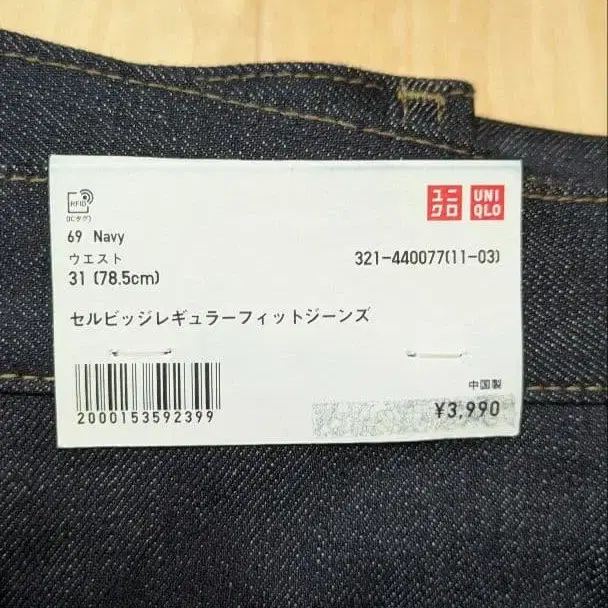 RFID
(ICタグ)
ユニクロ
UNIQLO
69 Navy
ウエスト
31 (78.5cm)
321-440077(11-03)
セルビッジレギュラーフィットジーンズ
2000153592399
中国製
¥3,990